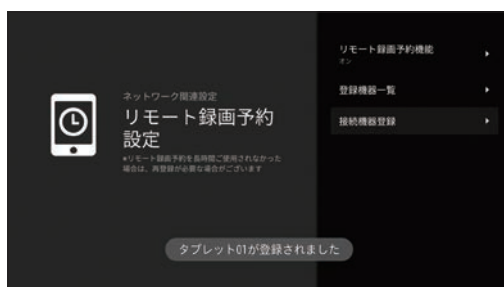 ネットワーク関連設定
リモート録画予約
設定
※リモート録画予約を長時間ご使用されなかった
場合は、再登録が必要な場合がございます
リモート録画予約機能
オン
登録機器一覧
接続機器登録
タブレット01が登録されました